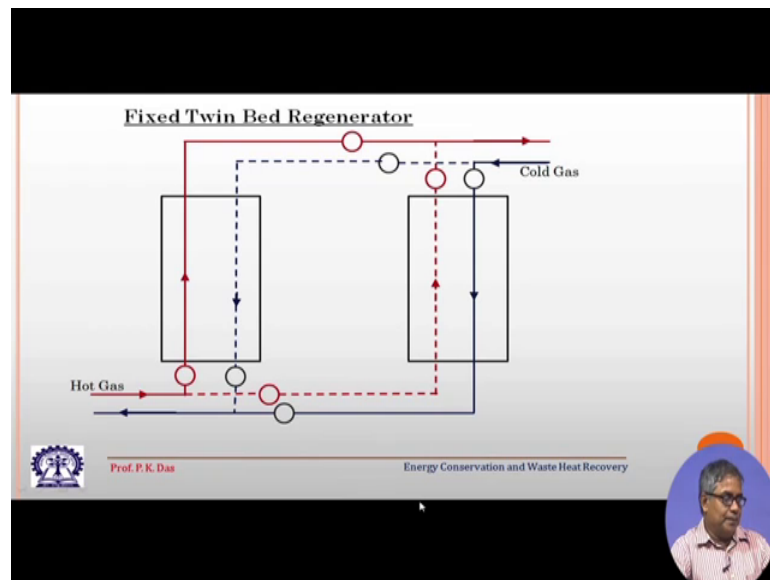 Fixed Twin Bed Regenerator
Cold Gas
Hot Gas
Prof. P. K. Das
Energy Conservation and Waste Heat Recovery